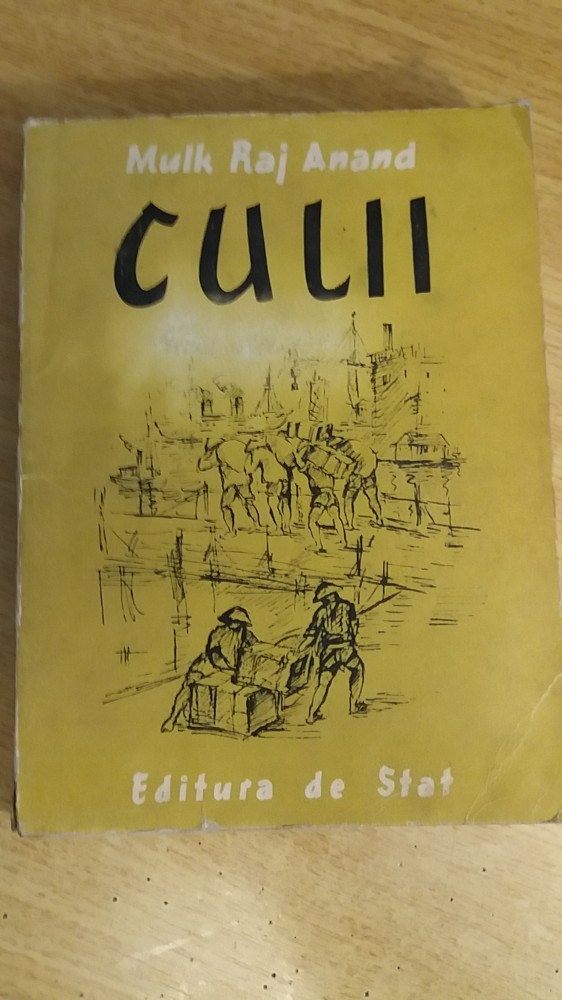 Mulk Raj Anand
CULII
Editura de Stat